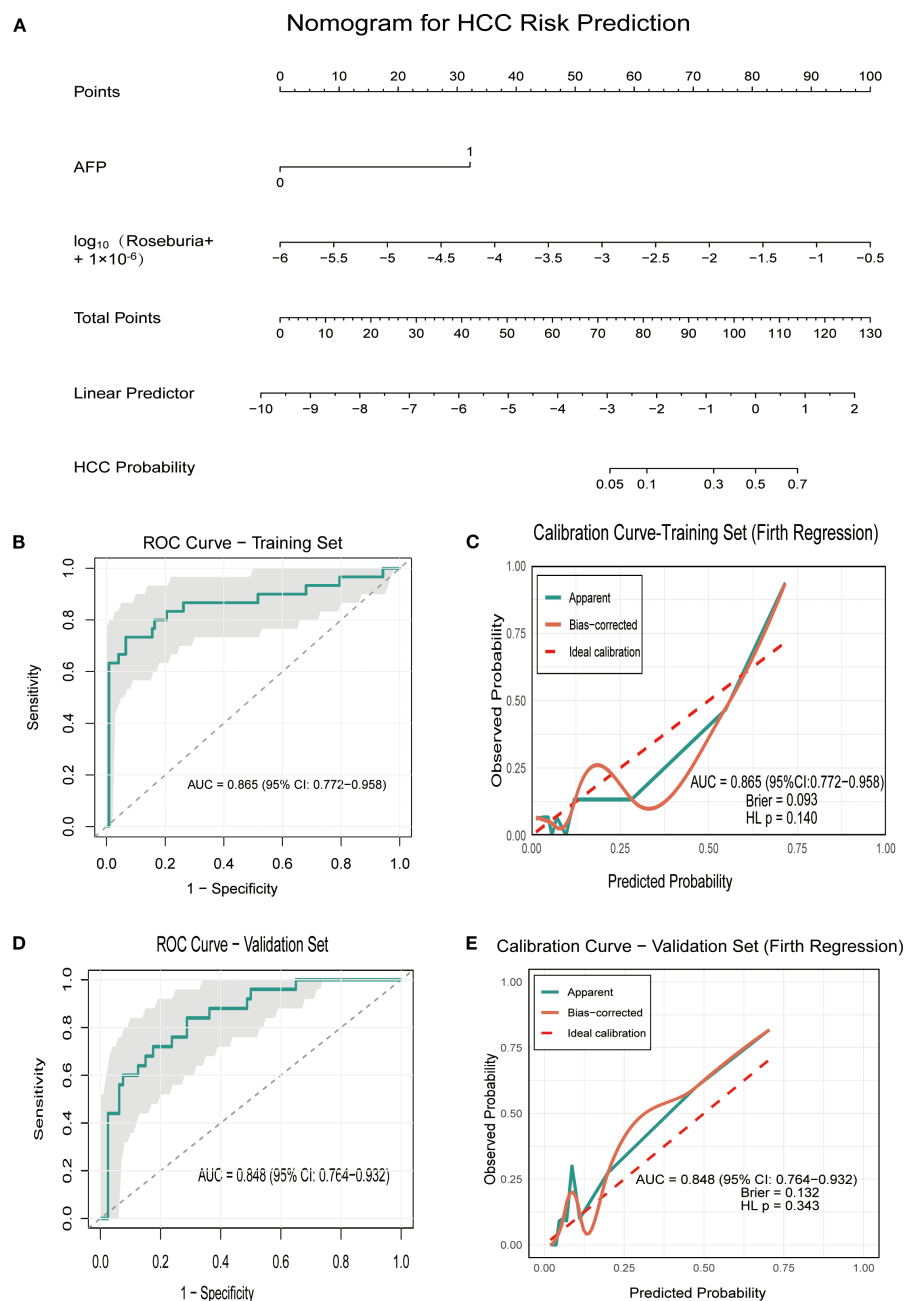 A
Nomogram for HCC Risk Prediction
Points
0 10 20 30 40 50 60 70 80 90 100
AFP
1
0
log₁₀（Roseburia+
+ 1×10⁻⁶）
−6 −5.5 −5 −4.5 −4 −3.5 −3 −2.5 −2 −1.5 −1 −0.5
Total Points
0 10 20 30 40 50 60 70 80 90 100 110 120 130
Linear Predictor
−10 −9 −8 −7 −6 −5 −4 −3 −2 −1 0 1 2
HCC Probability
0.05 0.1 0.3 0.5 0.7
B
ROC Curve − Training Set
Sensitivity
1.0
0.8
0.6
0.4
0.2
0.0
AUC = 0.865 (95% CI: 0.772−0.958)
0.0 0.2 0.4 0.6 0.8 1.0
1 − Specificity
C
Calibration Curve-Training Set (Firth Regression)
Observed Probability
1.00
0.75
0.50
0.25
0.00
Apparent
Bias−corrected
Ideal calibration
AUC = 0.865 (95%CI:0.772−0.958)
Brier = 0.093
HL p = 0.140
0.00 0.25 0.50 0.75 1.00
Predicted Probability
D
ROC Curve − Validation Set
Sensitivity
1.0
0.8
0.6
0.4
0.2
0.0
AUC = 0.848 (95% CI: 0.764−0.932)
0.0 0.2 0.4 0.6 0.8 1.0
1 − Specificity
E
Calibration Curve − Validation Set (Firth Regression)
Observed Probability
1.00
0.75
0.50
0.25
0.00
Apparent
Bias−corrected
Ideal calibration
AUC = 0.848 (95% CI: 0.764−0.932)
Brier = 0.132
HL p = 0.343
0.00 0.25 0.50 0.75 1.00
Predicted Probability